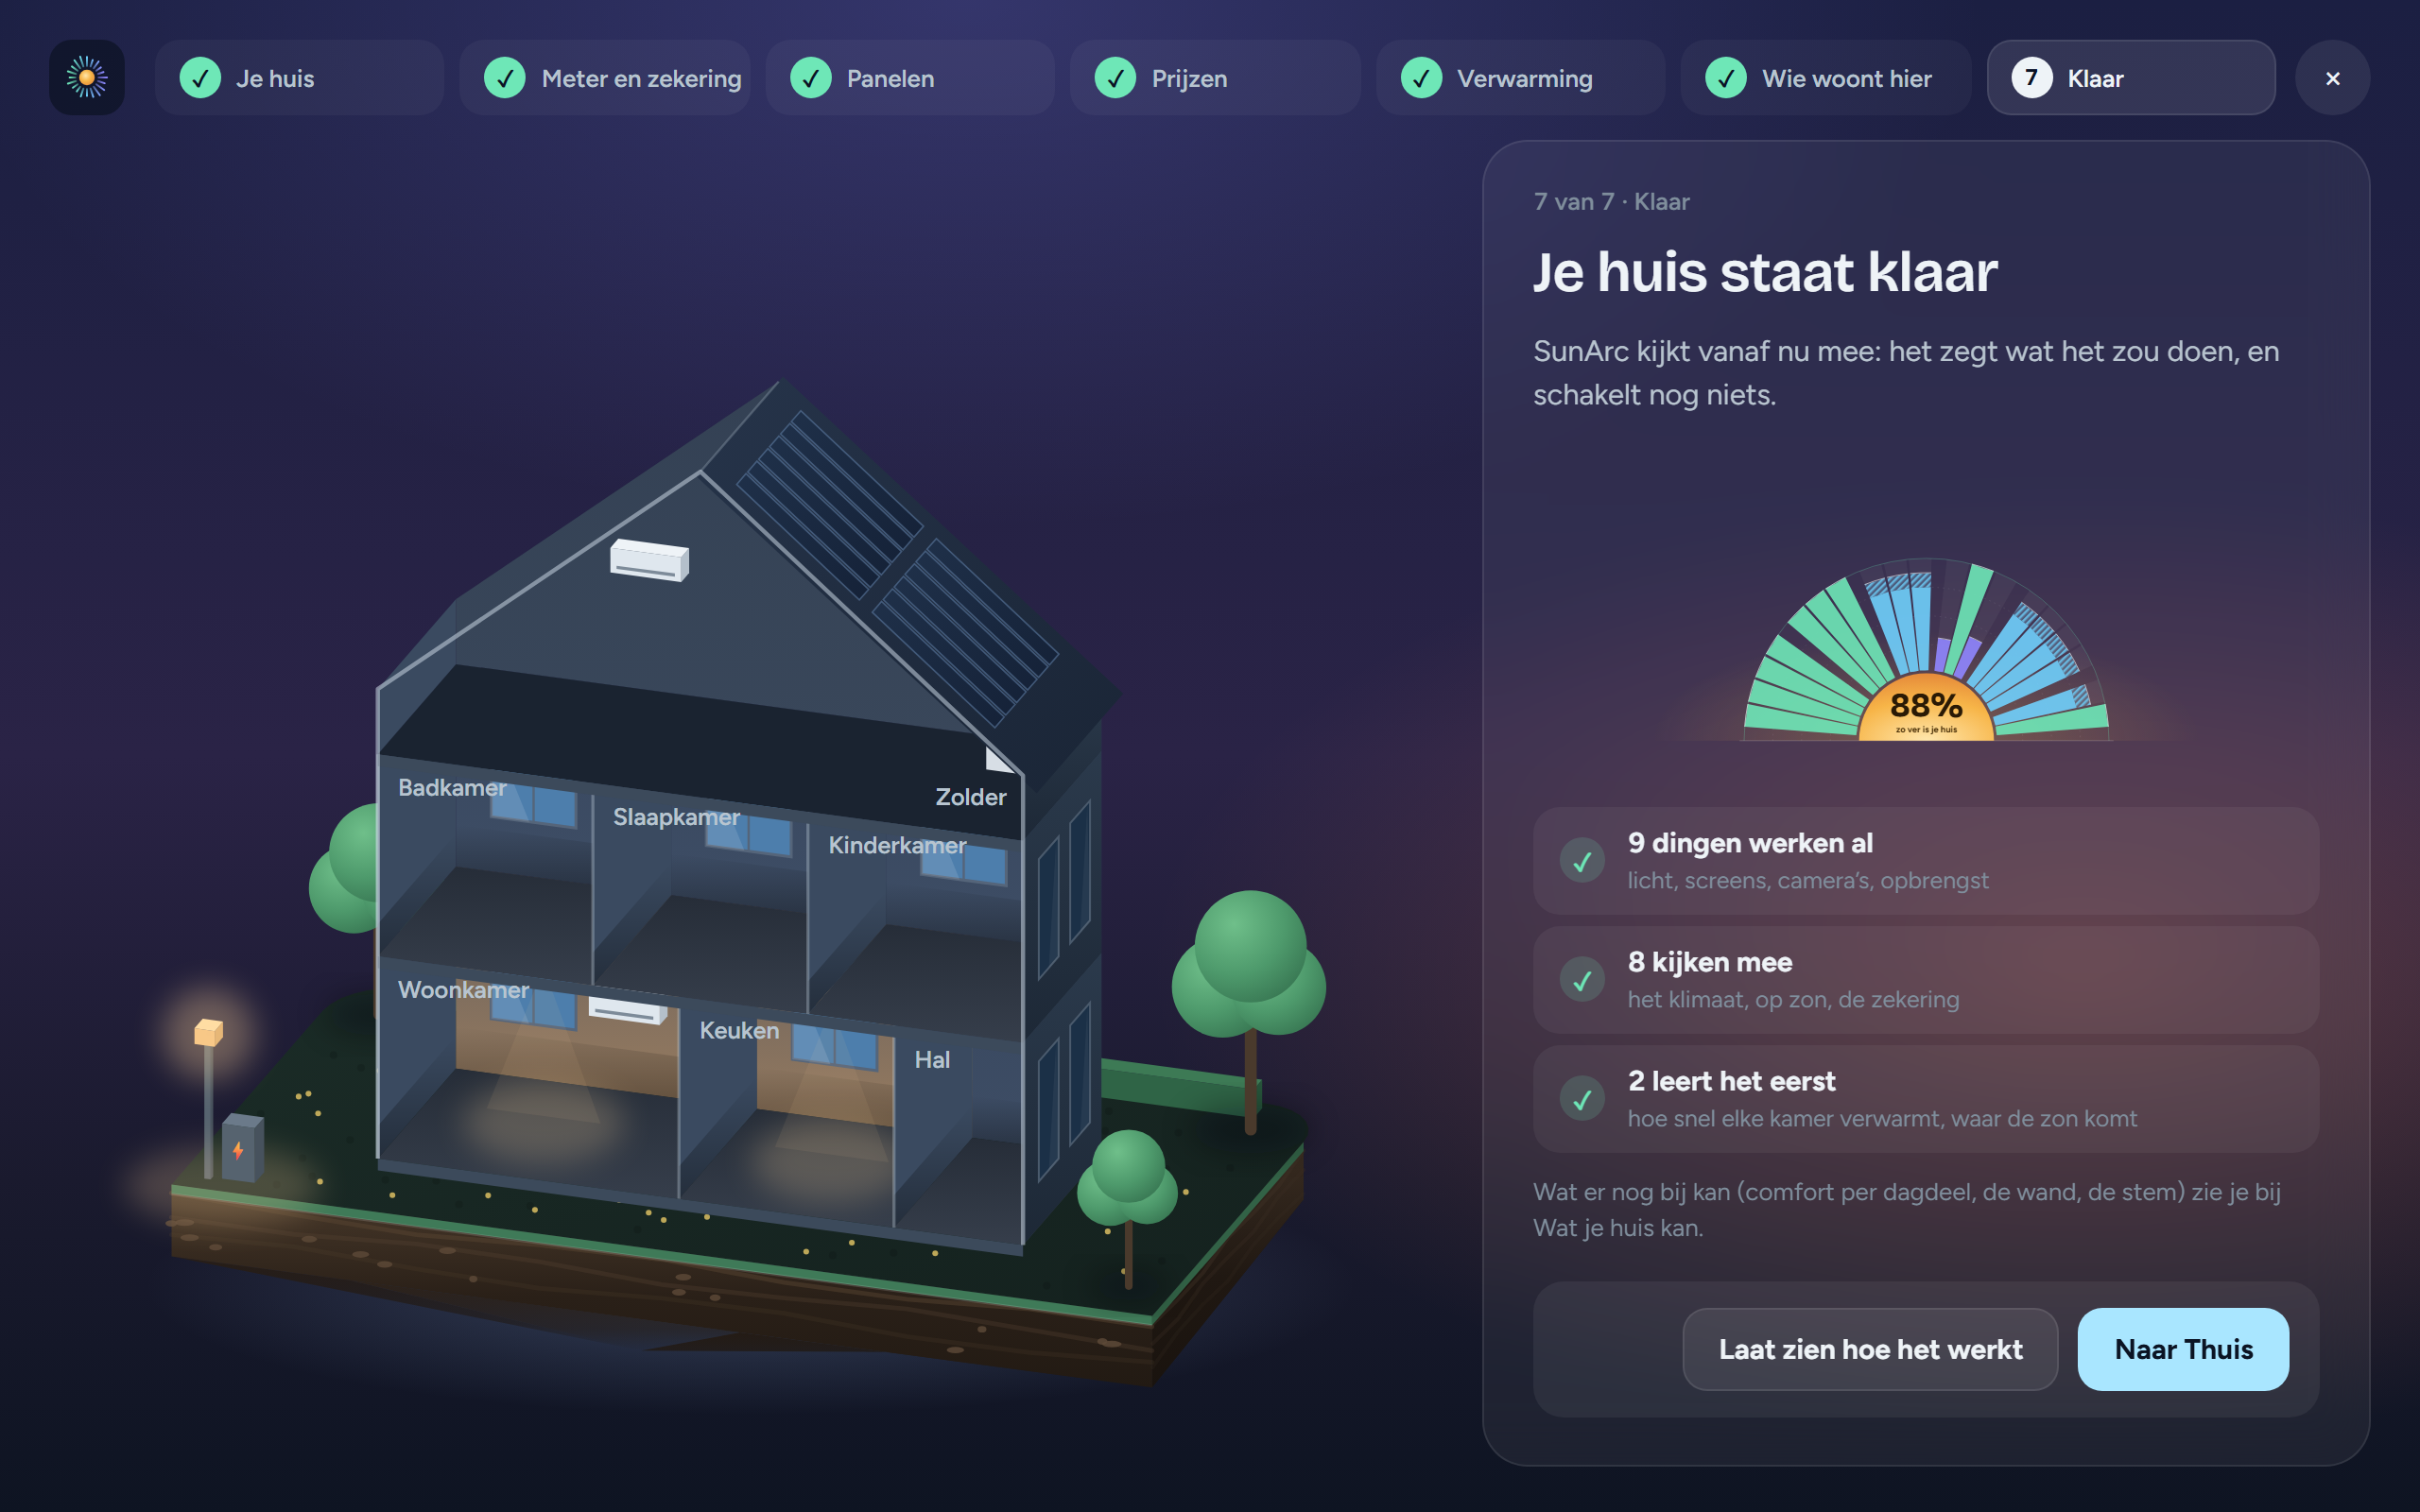 Je huis
Meter en zekering
Panelen
Prijzen
Verwarming
Wie woont hier
7 Klaar
×
7 van 7 · Klaar
Je huis staat klaar
SunArc kijkt vanaf nu mee: het zegt wat het zou doen, en
schakelt nog niets.
88%
zo ver is je huis
9 dingen werken al
licht, screens, camera’s, opbrengst
8 kijken mee
het klimaat, op zon, de zekering
2 leert het eerst
hoe snel elke kamer verwarmt, waar de zon komt
Wat er nog bij kan (comfort per dagdeel, de wand, de stem) zie je bij
Wat je huis kan.
Laat zien hoe het werkt
Naar Thuis
Badkamer
Slaapkamer
Kinderkamer
Zolder
Woonkamer
Keuken
Hal